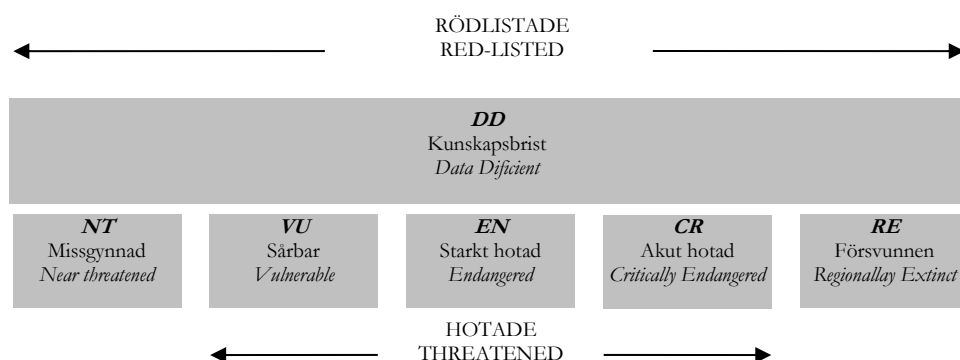 RÖDLISTADE
RED-LISTED
DD
Kunskapsbrist
Data Dificient
NT
Missgynnad
Near threatened
VU
Sårbar
Vulnerable
EN
Starkt hotad
Endangered
CR
Akut hotad
Critically Endangered
RE
Försvunnen
Regionallay Extinct
HOTADE
THREATENED